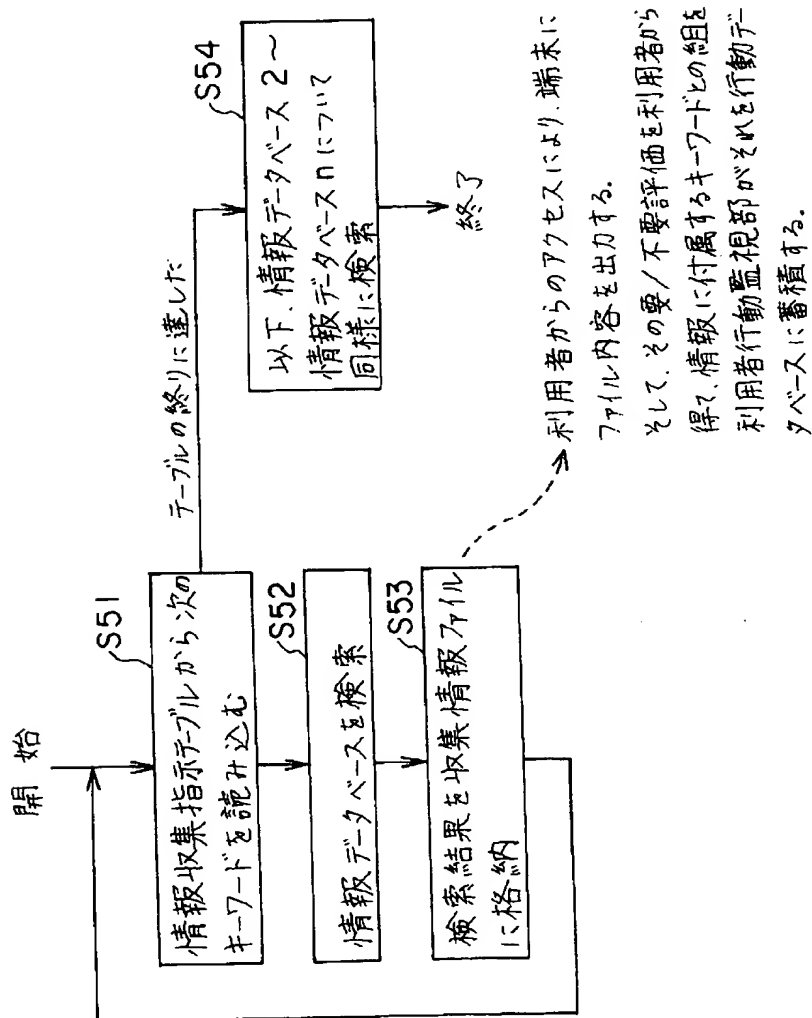 開始
S51
情報収集指示テーブルから次の
キーワードを読み込む
テーブルの終りに達した
S52
情報データベースを検索
S53
検索結果を収集情報ファイル
に格納
S54
以下、情報データベース2〜
情報データベースnについて
同様に検索
終了
利用者からのアクセスにより、端末に
ファイル内容を出力する。
そして、その要/不要評価を利用者から
得て、情報に付属するキーワードとの組を
利用者行動監視部がそれを行動デー
タベースに蓄積する。